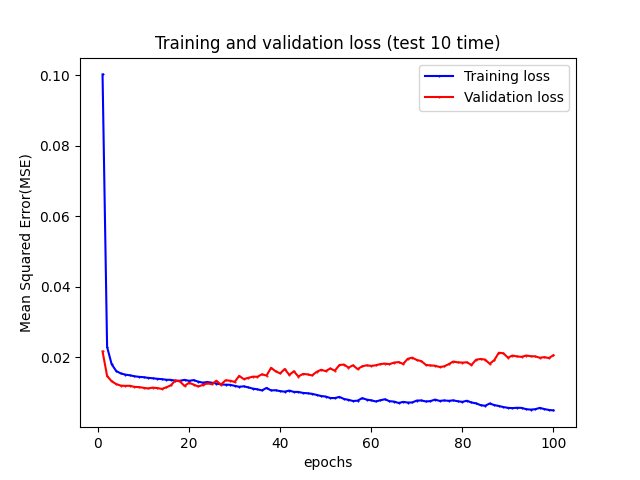 Training and validation loss (test 10 time)
Training loss
Validation loss
0.10
0.08
0.06
0.04
0.02
Mean Squared Error(MSE)
0 20 40 60 80 100
epochs